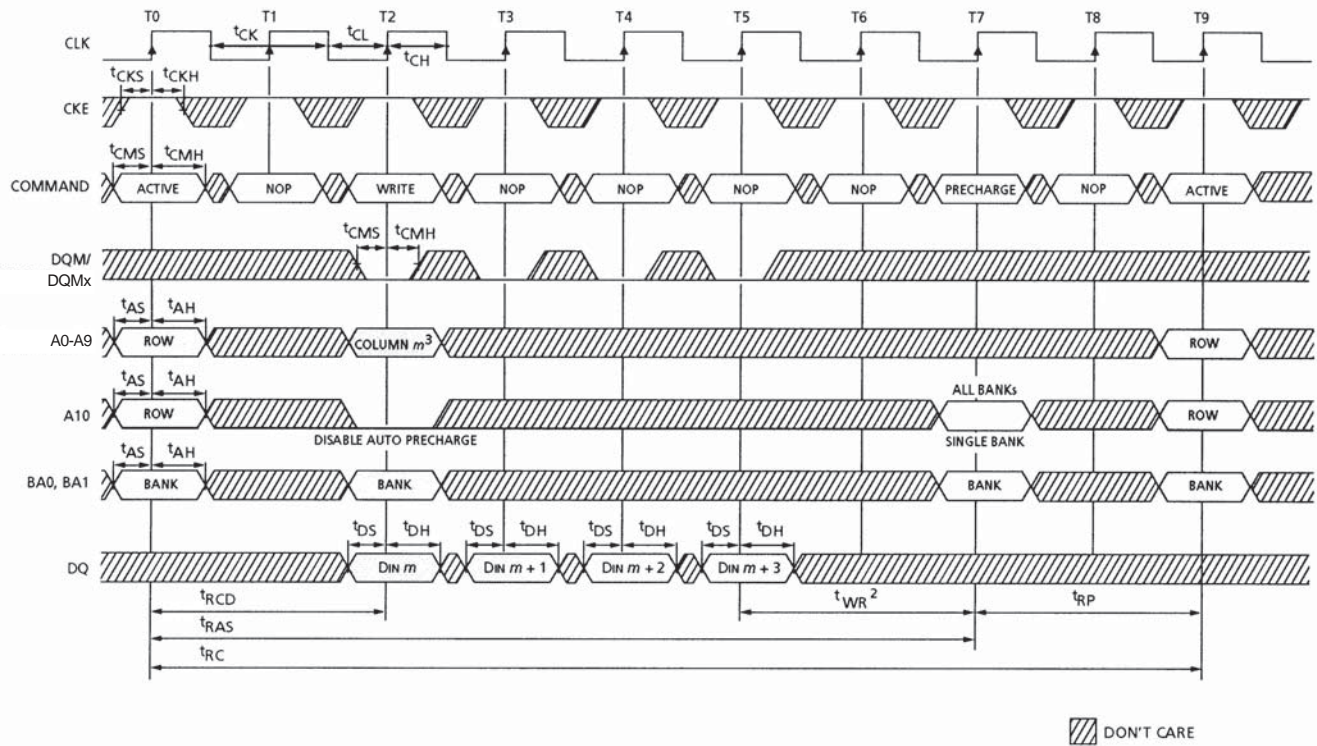 T0 T1 T2 T3 T4 T5 T6 T7 T8 T9
CLK tCK tCL tCH
tCKS tCKH
CKE
tCMS tCMH
COMMAND ACTIVE NOP WRITE NOP NOP NOP NOP PRECHARGE NOP ACTIVE
tCMS tCMH
DQM/
DQMx
tAS tAH
A0-A9 ROW COLUMN m³ ROW
tAS tAH ALL BANKs
A10 ROW ROW
DISABLE AUTO PRECHARGE SINGLE BANK
tAS tAH
BA0, BA1 BANK BANK BANK BANK
tDS tDH tDS tDH tDS tDH tDS tDH
DQ DIN m DIN m + 1 DIN m + 2 DIN m + 3
tRCD tWR² tRP
tRAS
tRC
DON'T CARE